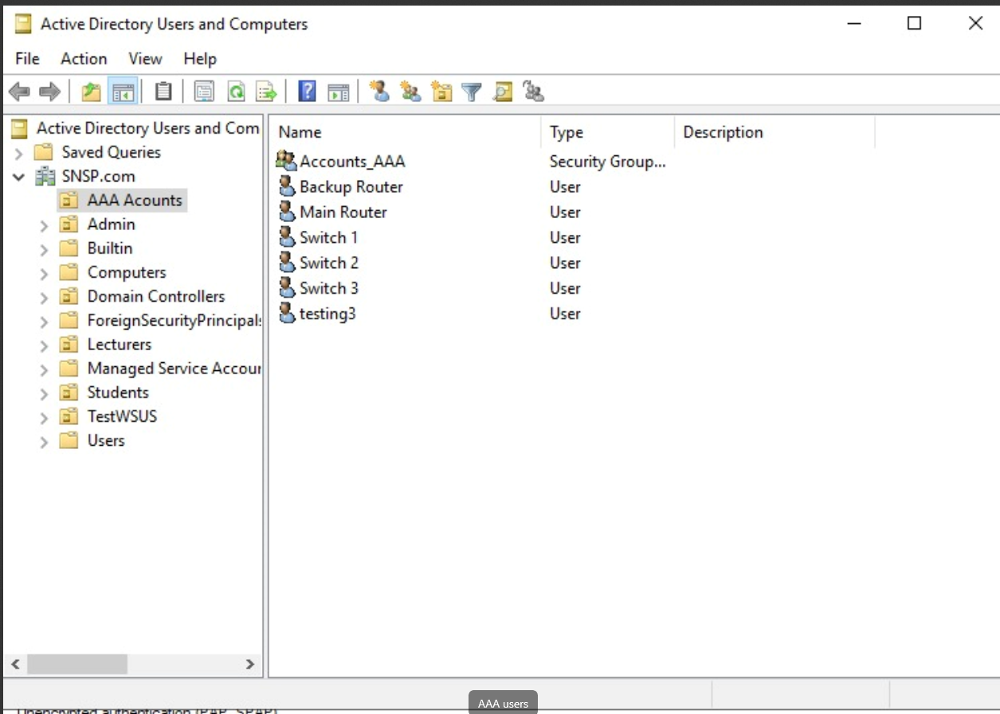 Active Directory Users and Computers
File Action View Help
Active Directory Users and Com
Saved Queries
SNSP.com
AAA Acounts
Admin
Builtin
Computers
Domain Controllers
ForeignSecurityPrincipals
Lecturers
Managed Service Accour
Students
TestWSUS
Users
Name Type Description
Accounts_AAA Security Group...
Backup Router User
Main Router User
Switch 1 User
Switch 2 User
Switch 3 User
testing3 User
AAA users
Unencrypted authentication (PAP, SPAP)